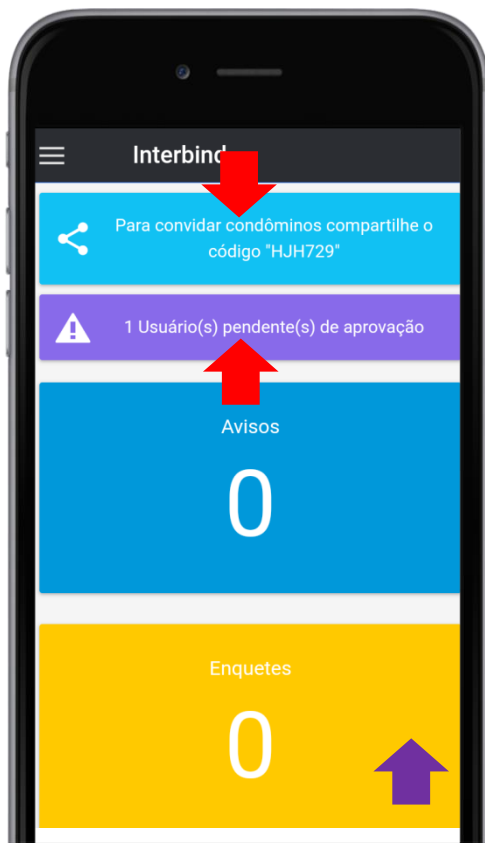 Interbind
Para convidar condôminos compartilhe o
código "HJH729"
1 Usuário(s) pendente(s) de aprovação
Avisos
0
Enquetes
0